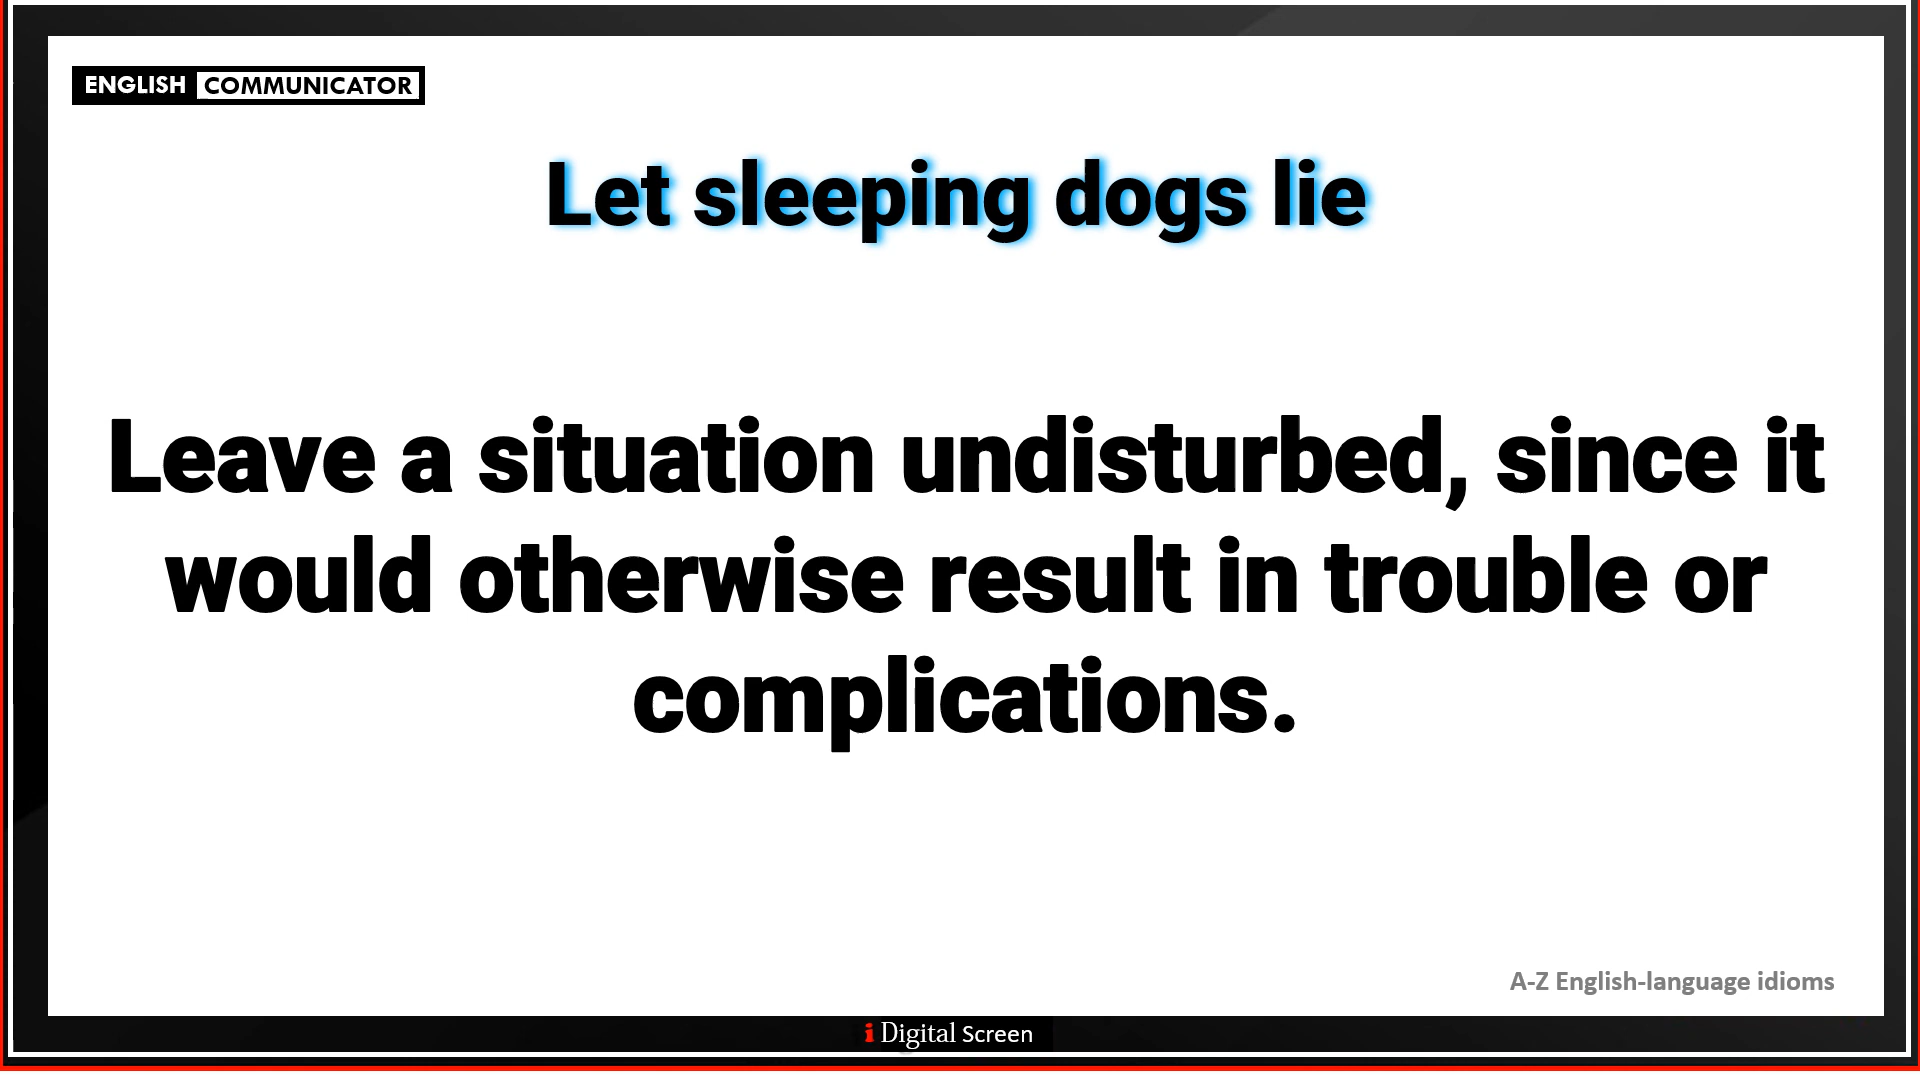 ENGLISH COMMUNICATOR
Let sleeping dogs lie
Leave a situation undisturbed, since it
would otherwise result in trouble or
complications.
A-Z English-language idioms
i Digital Screen